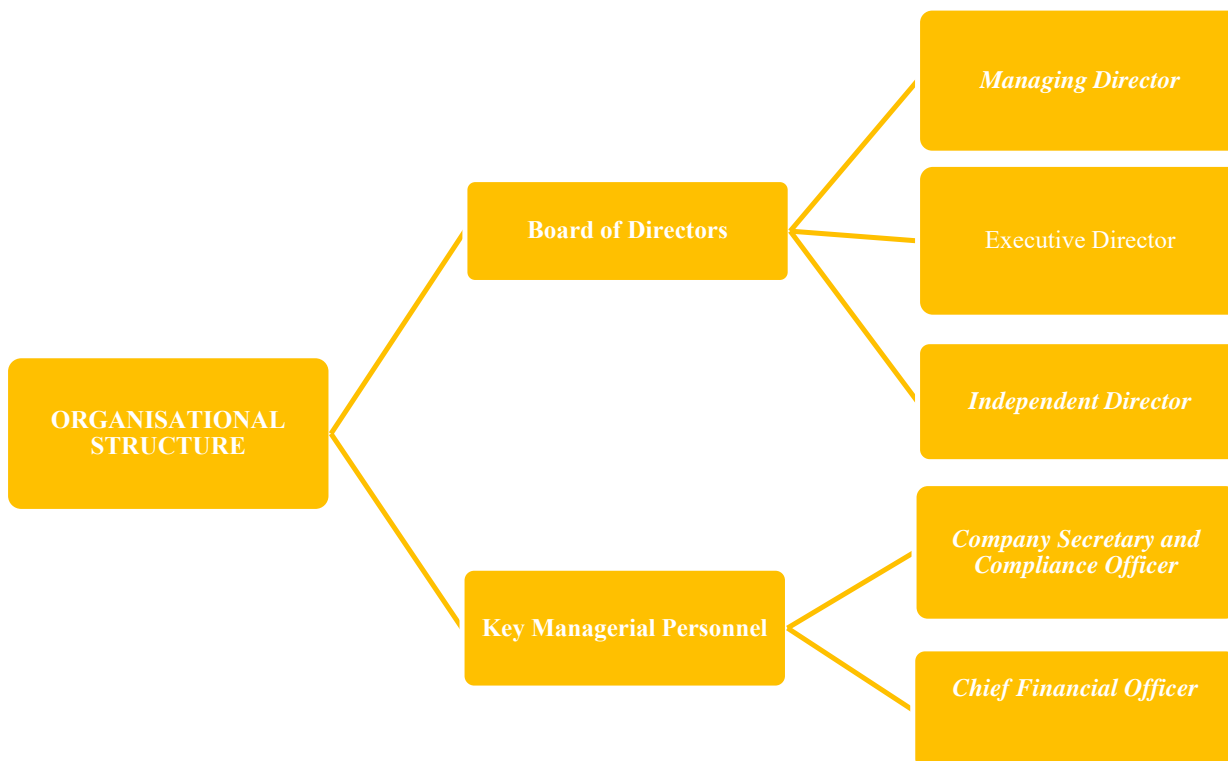 Managing Director
Board of Directors
Executive Director
ORGANISATIONAL
STRUCTURE
Independent Director
Company Secretary and
Compliance Officer
Key Managerial Personnel
Chief Financial Officer